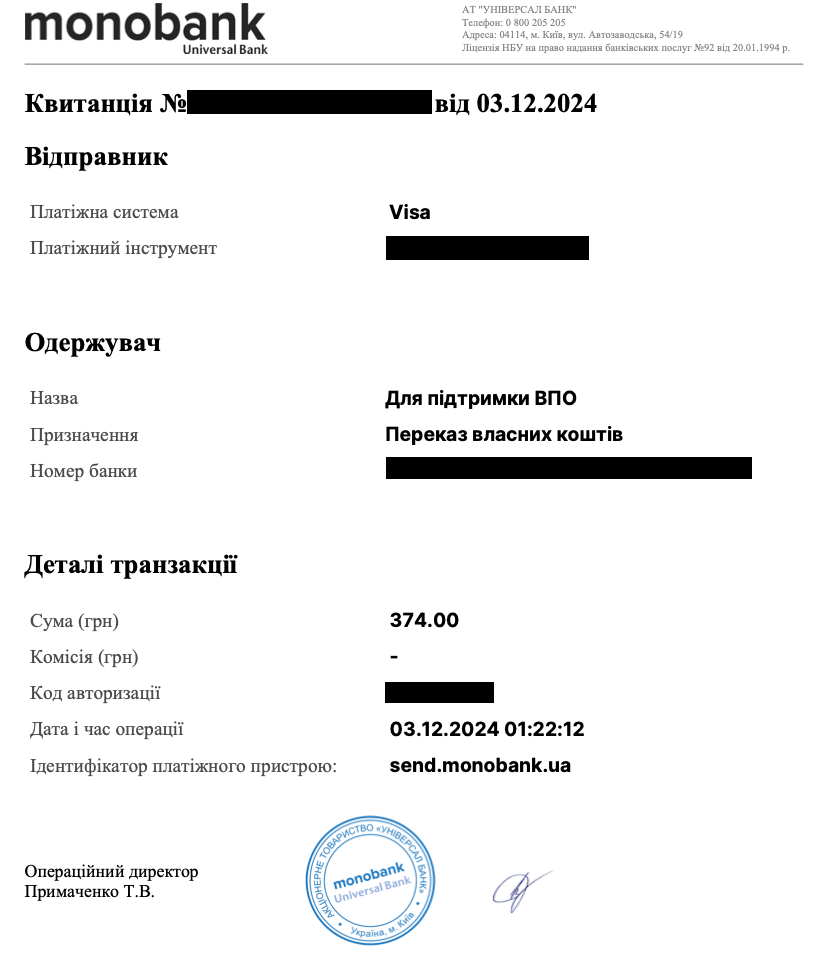 monobank
Universal Bank
АТ "УНІВЕРСАЛ БАНК"
Телефон: 0 800 205 205
Адреса: 04114, м. Київ, вул. Автозаводська, 54/19
Ліцензія НБУ на право надання банківських послуг №92 від 20.01.1994 р.
Квитанція № від 03.12.2024
Відправник
Платіжна система Visa
Платіжний інструмент
Одержувач
Назва Для підтримки ВПО
Призначення Переказ власних коштів
Номер банки
Деталі транзакції
Сума (грн) 374.00
Комісія (грн) -
Код авторизації
Дата і час операції 03.12.2024 01:22:12
Ідентифікатор платіжного пристрою: send.monobank.ua
Операційний директор
Примаченко Т.В.
АКЦІОНЕРНЕ ТОВАРИСТВО «УНІВЕРСАЛ БАНК»
monobank
Universal Bank
Україна, м. Київ